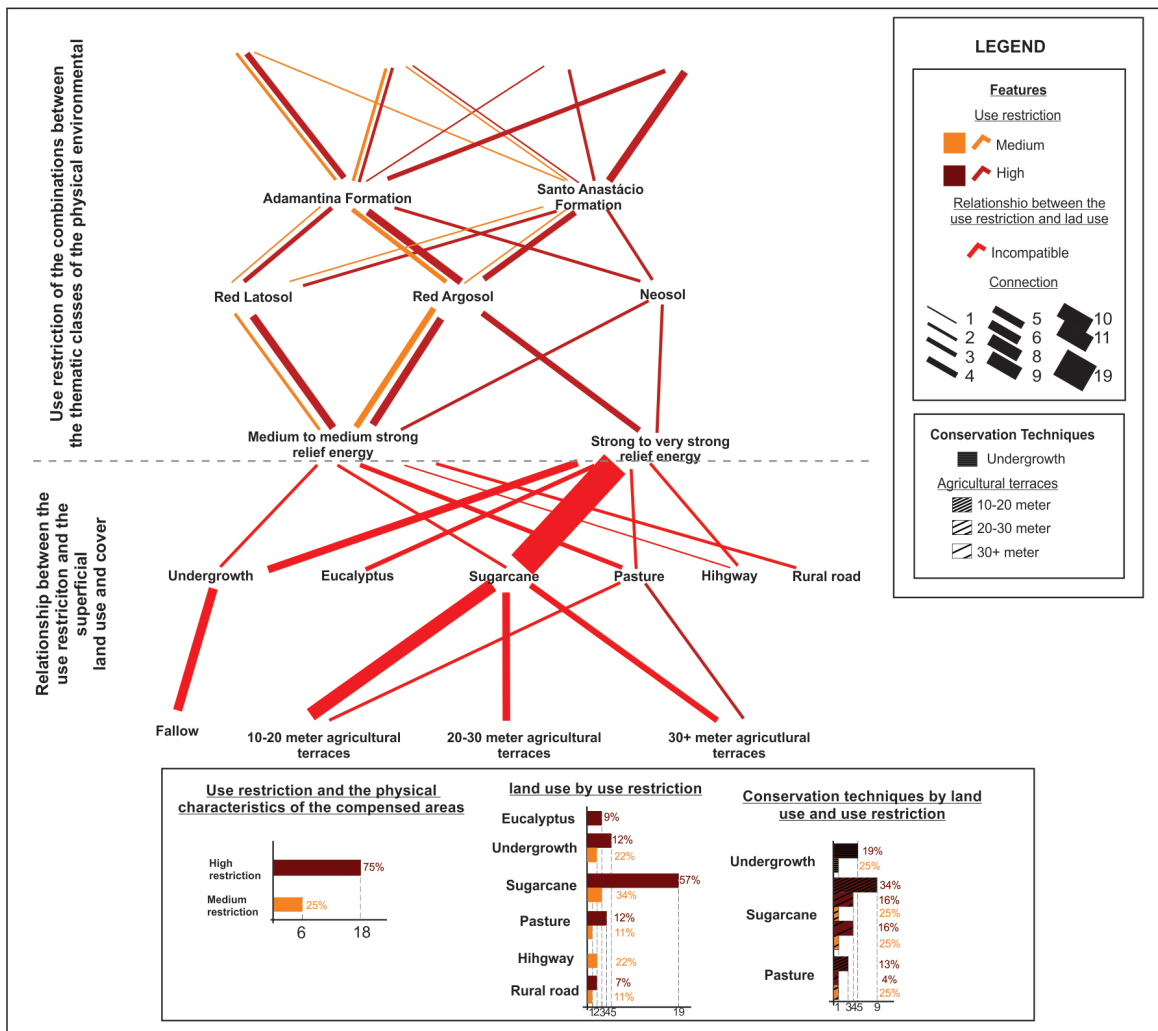 Use restriction of the combinations between
the thematic classes of the physical environmental
Adamantina Formation
Santo Anastácio
Formation
Red Latosol
Red Argosol
Neosol
Medium to medium strong
relief energy
Strong to very strong
relief energy
Relationship between the
use restriciton and the
superficial
land use and cover
Undergrowth
Eucalyptus
Sugarcane
Pasture
Hihgway
Rural road
Fallow
10-20 meter agricultural
terraces
20-30 meter agricultural
terraces
30+ meter agricutlural
terraces
LEGEND
Features
Use restriction
Medium
High
Relationship between the
use restriction and lad use
Incompatible
Connection
1
2
3
4
5
6
8
9
10
11
19
Conservation Techniques
Undergrowth
Agricultural terraces
10-20 meter
20-30 meter
30+ meter
Use restriction and the physical
characteristics of the compensed areas
High
restriction
75%
Medium
restriction
25%
6
18
land use by use restriction
Eucalyptus
9%
Undergrowth
12%
22%
Sugarcane
57%
34%
Pasture
12%
11%
Hihgway
22%
Rural road
7%
11%
12345
19
Conservation techniques by land
use and use restriction
Undergrowth
19%
25%
Sugarcane
34%
16%
25%
16%
25%
Pasture
13%
4%
25%
1
345
9